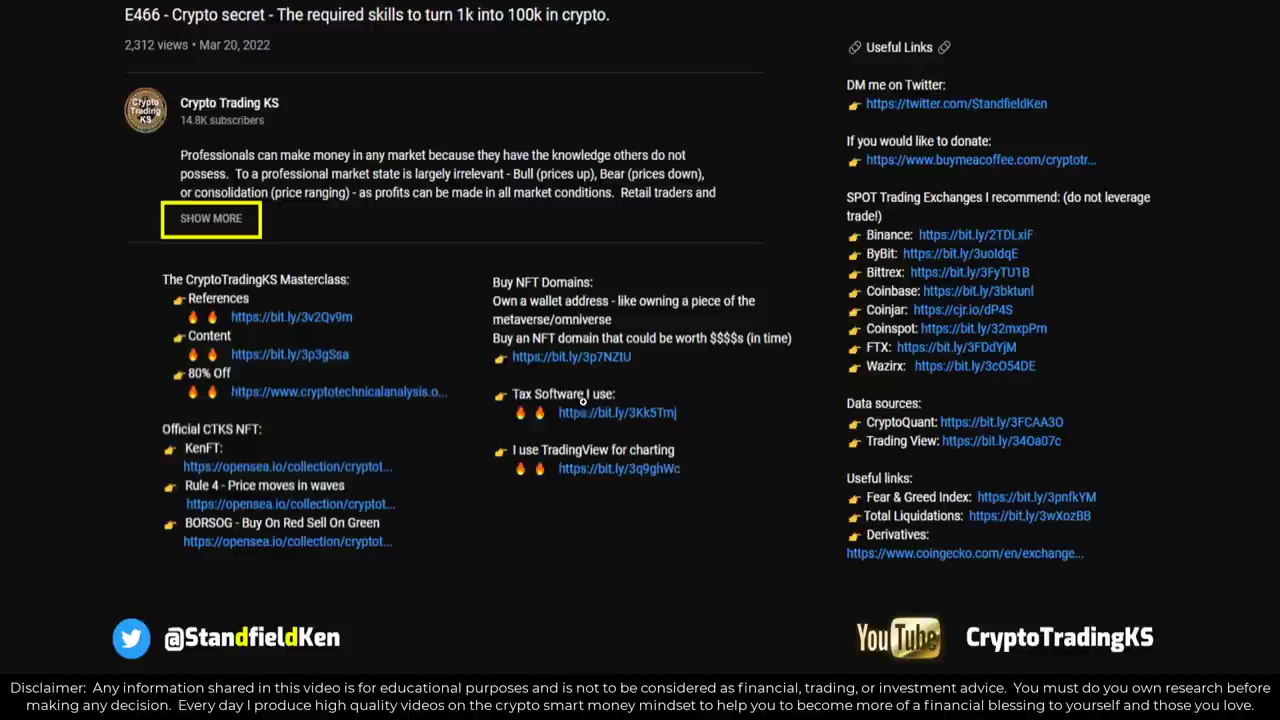 E466 - Crypto secret - The required skills to turn 1k into 100k in crypto.
2,312 views • Mar 20, 2022
Crypto Trading KS
Crypto Trading KS
14.8K subscribers
Professionals can make money in any market because they have the knowledge others do not
possess. To a professional market state is largely irrelevant - Bull (prices up), Bear (prices down),
or consolidation (price ranging) - as profits can be made in all market conditions. Retail traders and
SHOW MORE
The CryptoTradingKS Masterclass:
References
https://bit.ly/3v2Qv9m
Content
https://bit.ly/3p3gSsa
80% Off
https://www.cryptotechnicalanalysis.o...
Official CTKS NFT:
KenFT:
https://opensea.io/collection/cryptot...
Rule 4 - Price moves in waves
https://opensea.io/collection/cryptot...
BORSOG - Buy On Red Sell On Green
https://opensea.io/collection/cryptot...
Buy NFT Domains:
Own a wallet address - like owning a piece of the
metaverse/omniverse
Buy an NFT domain that could be worth $$$$s (in time)
https://bit.ly/3p7NZtU
Tax Software I use:
https://bit.ly/3Kk5Tmj
I use TradingView for charting
https://bit.ly/3q9ghWc
Useful Links
DM me on Twitter:
https://twitter.com/StandfieldKen
If you would like to donate:
https://www.buymeacoffee.com/cryptotr...
SPOT Trading Exchanges I recommend: (do not leverage
trade!)
Binance: https://bit.ly/2TDLxiF
ByBit: https://bit.ly/3uoIdqE
Bittrex: https://bit.ly/3FyTU1B
Coinbase: https://bit.ly/3bktunl
Coinjar: https://cjr.io/dP4S
Coinspot: https://bit.ly/32mxpPm
FTX: https://bit.ly/3FDdYjM
Wazirx: https://bit.ly/3cO54DE
Data sources:
CryptoQuant: https://bit.ly/3FCAA3O
Trading View: https://bit.ly/34Oa07c
Useful links:
Fear & Greed Index: https://bit.ly/3pnfkYM
Total Liquidations: https://bit.ly/3wXozBB
Derivatives:
https://www.coingecko.com/en/exchange...
@StandfieldKen
YouTube CryptoTradingKS
Disclaimer: Any information shared in this video is for educational purposes and is not to be considered as financial, trading, or investment advice. You must do you own research before
making any decision. Every day I produce high quality videos on the crypto smart money mindset to help you to become more of a financial blessing to yourself and those you love.